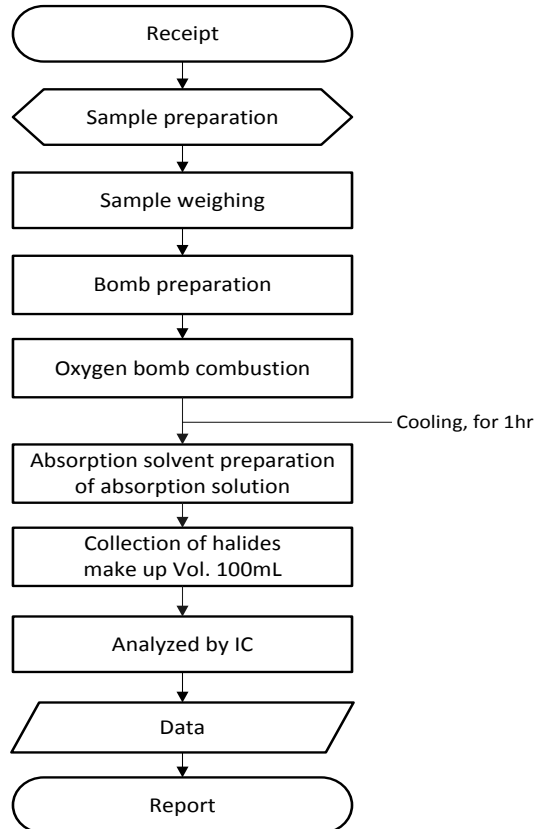 Receipt
Sample preparation
Sample weighing
Bomb preparation
Oxygen bomb combustion
Cooling, for 1hr
Absorption solvent preparation
of absorption solution
Collection of halides
make up Vol. 100mL
Analyzed by IC
Data
Report